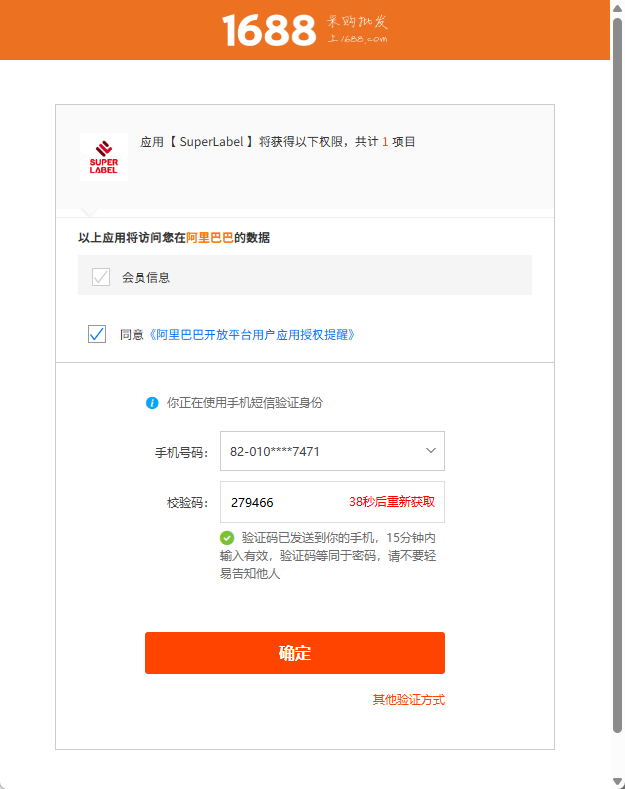 1688 采购批发
上1688.com
SUPER
LABEL
应用【 SuperLabel 】将获得以下权限，共计 1 项目
以上应用将访问您在阿里巴巴的数据
会员信息
同意《阿里巴巴开放平台用户应用授权提醒》
你正在使用手机短信验证身份
手机号码： 82-010****7471
校验码： 279466 38秒后重新获取
验证码已发送到你的手机，15分钟内
输入有效，验证码等同于密码，请不要轻
易告知他人
确定
其他验证方式